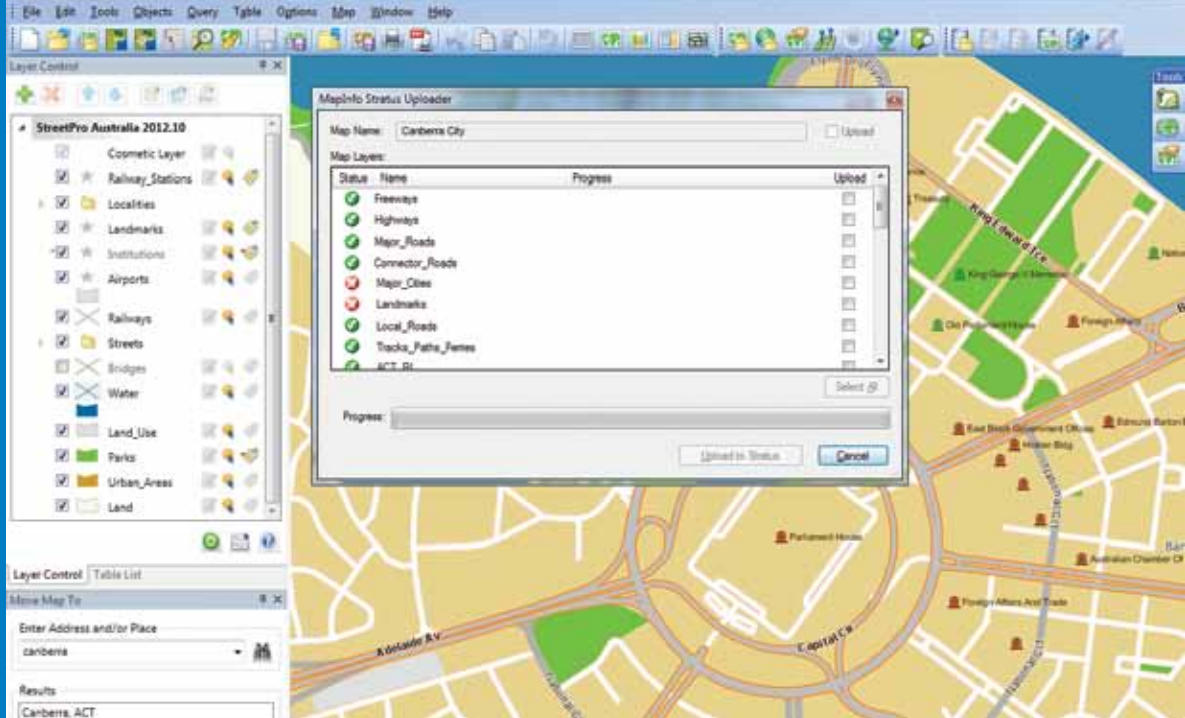 File Edit Tools Objects Query Table Options Map Window Help
Layer Control
StreetPro Australia 2012.10
Cosmetic Layer
Railway_Stations
Localities
Landmarks
Institutions
Airports
Railways
Streets
Bridges
Water
Land_Use
Parks
Urban_Areas
Land
Layer Control Table List
Move Map To
Enter Address and/or Place
canberra
Results
Canberra, ACT
MapInfo Stratus Uploader
Map Name: Canberra City Upload
Map Layers:
Status Name Progress Upload
Freeways
Highways
Major_Roads
Connector_Roads
Major_Cities
Landmarks
Local_Roads
Tracks_Paths_Ferries
Select
Progress:
Upload to Stratus Cancel
Tools
King Edward Tce
King George V Memorial
Old Parliament House
Foreign Affairs
East Block Government Offices
Edmund Barton
Parliament House
Australian Chamber Of
Foreign Affairs And Trade
Adelaide Av
Capital Ce